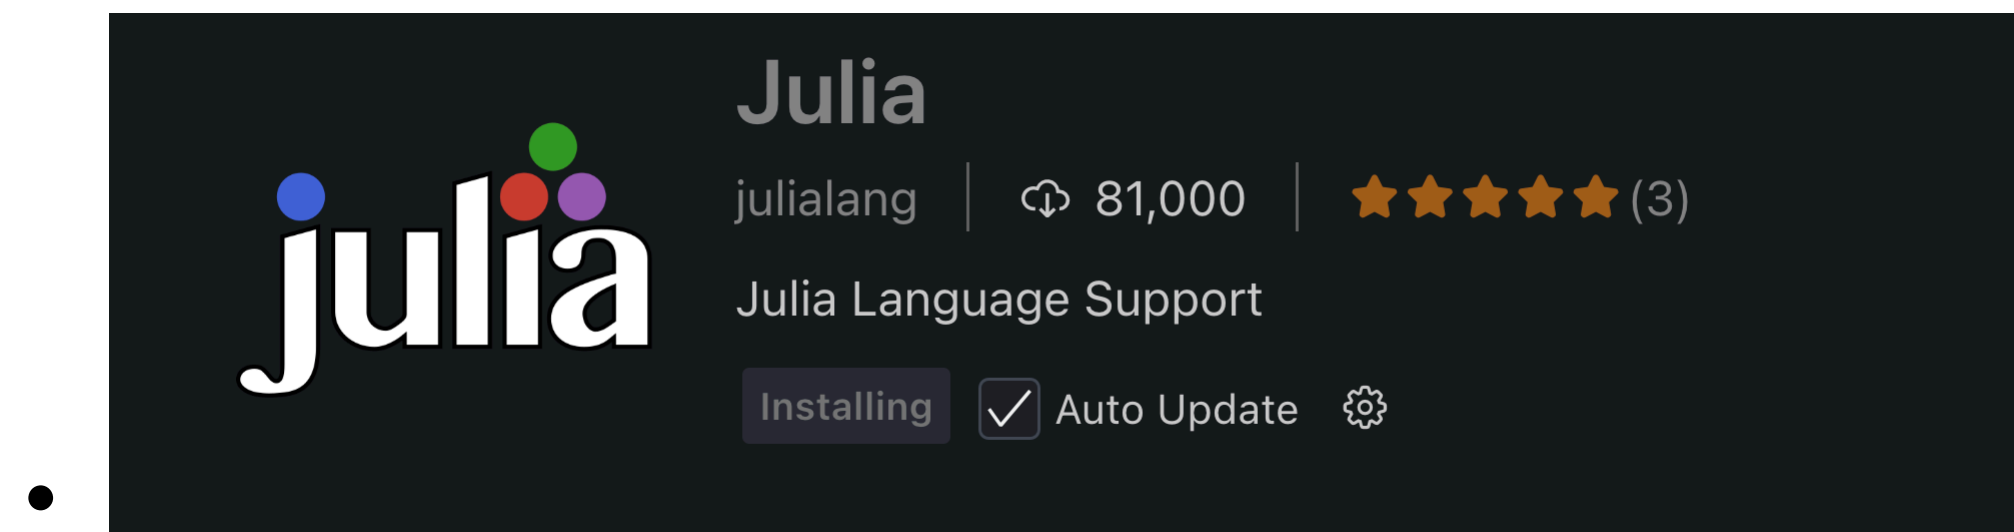 julia
Julia
julialang 81,000 (3)
Julia Language Support
Installing Auto Update